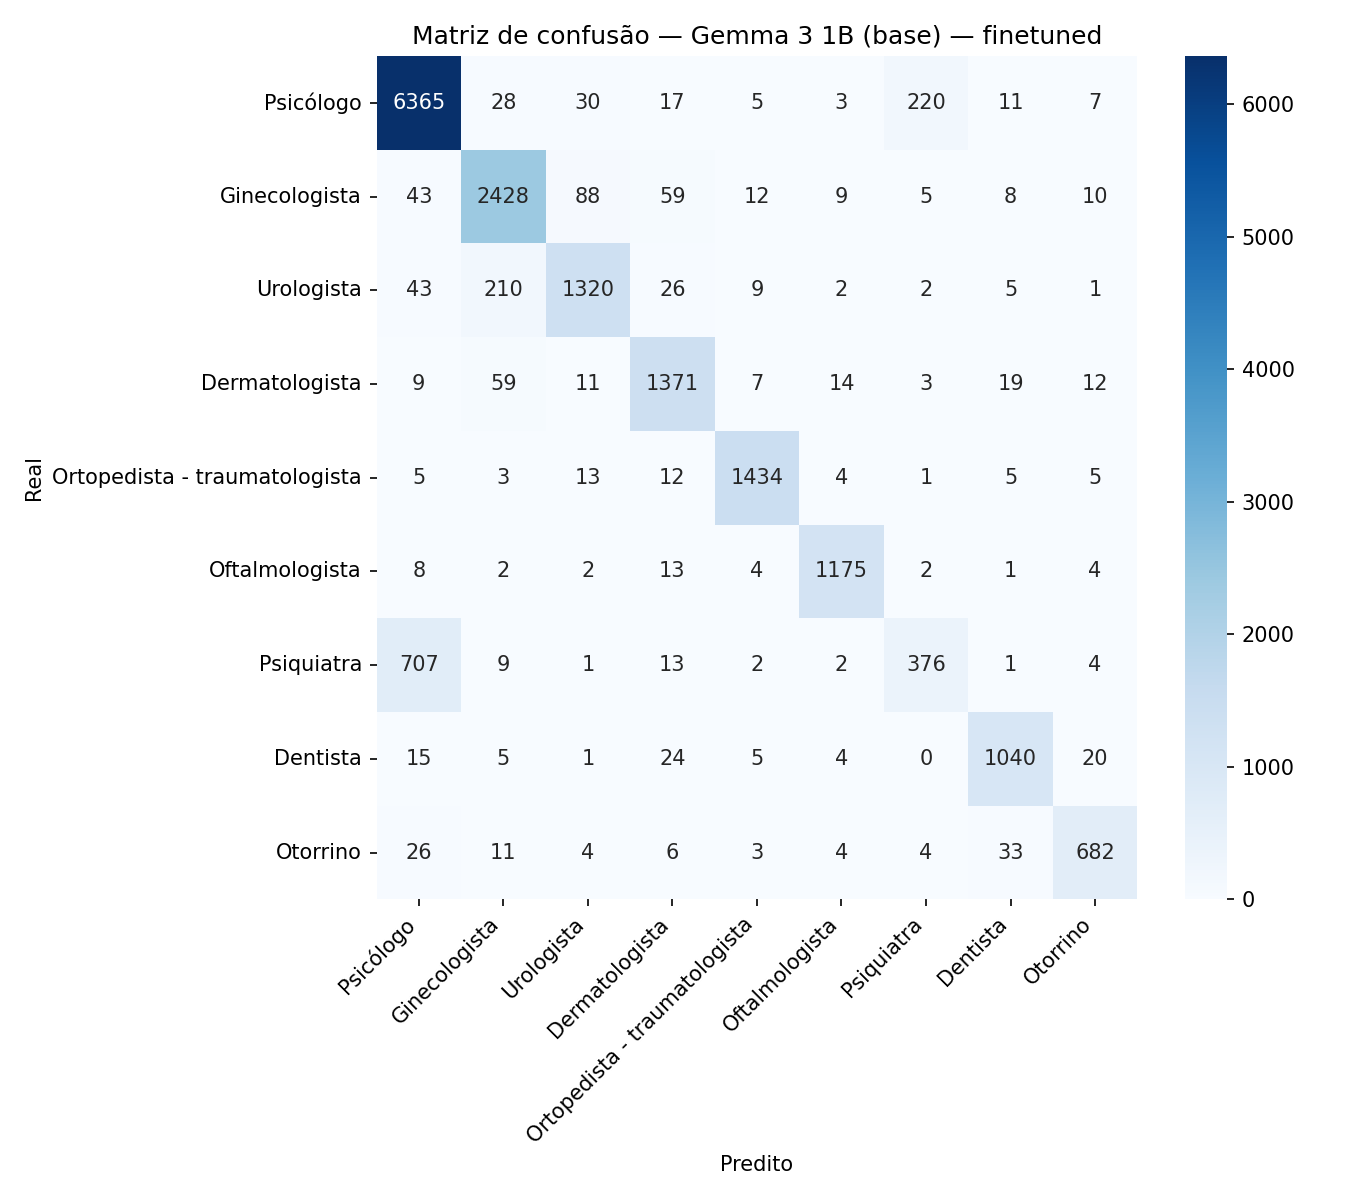 Matriz de confusão — Gemma 3 1B (base) — finetuned
Psicólogo 6365 28 30 17 5 3 220 11 7
Ginecologista 43 2428 88 59 12 9 5 8 10
Urologista 43 210 1320 26 9 2 2 5 1
Dermatologista 9 59 11 1371 7 14 3 19 12
Ortopedista - traumatologista 5 3 13 12 1434 4 1 5 5
Oftalmologista 8 2 2 13 4 1175 2 1 4
Psiquiatra 707 9 1 13 2 2 376 1 4
Dentista 15 5 1 24 5 4 0 1040 20
Otorrino 26 11 4 6 3 4 4 33 682
Real
Psicólogo
Ginecologista
Urologista
Dermatologista
Ortopedista - traumatologista
Oftalmologista
Psiquiatra
Dentista
Otorrino
Predito
6000
5000
4000
3000
2000
1000
0